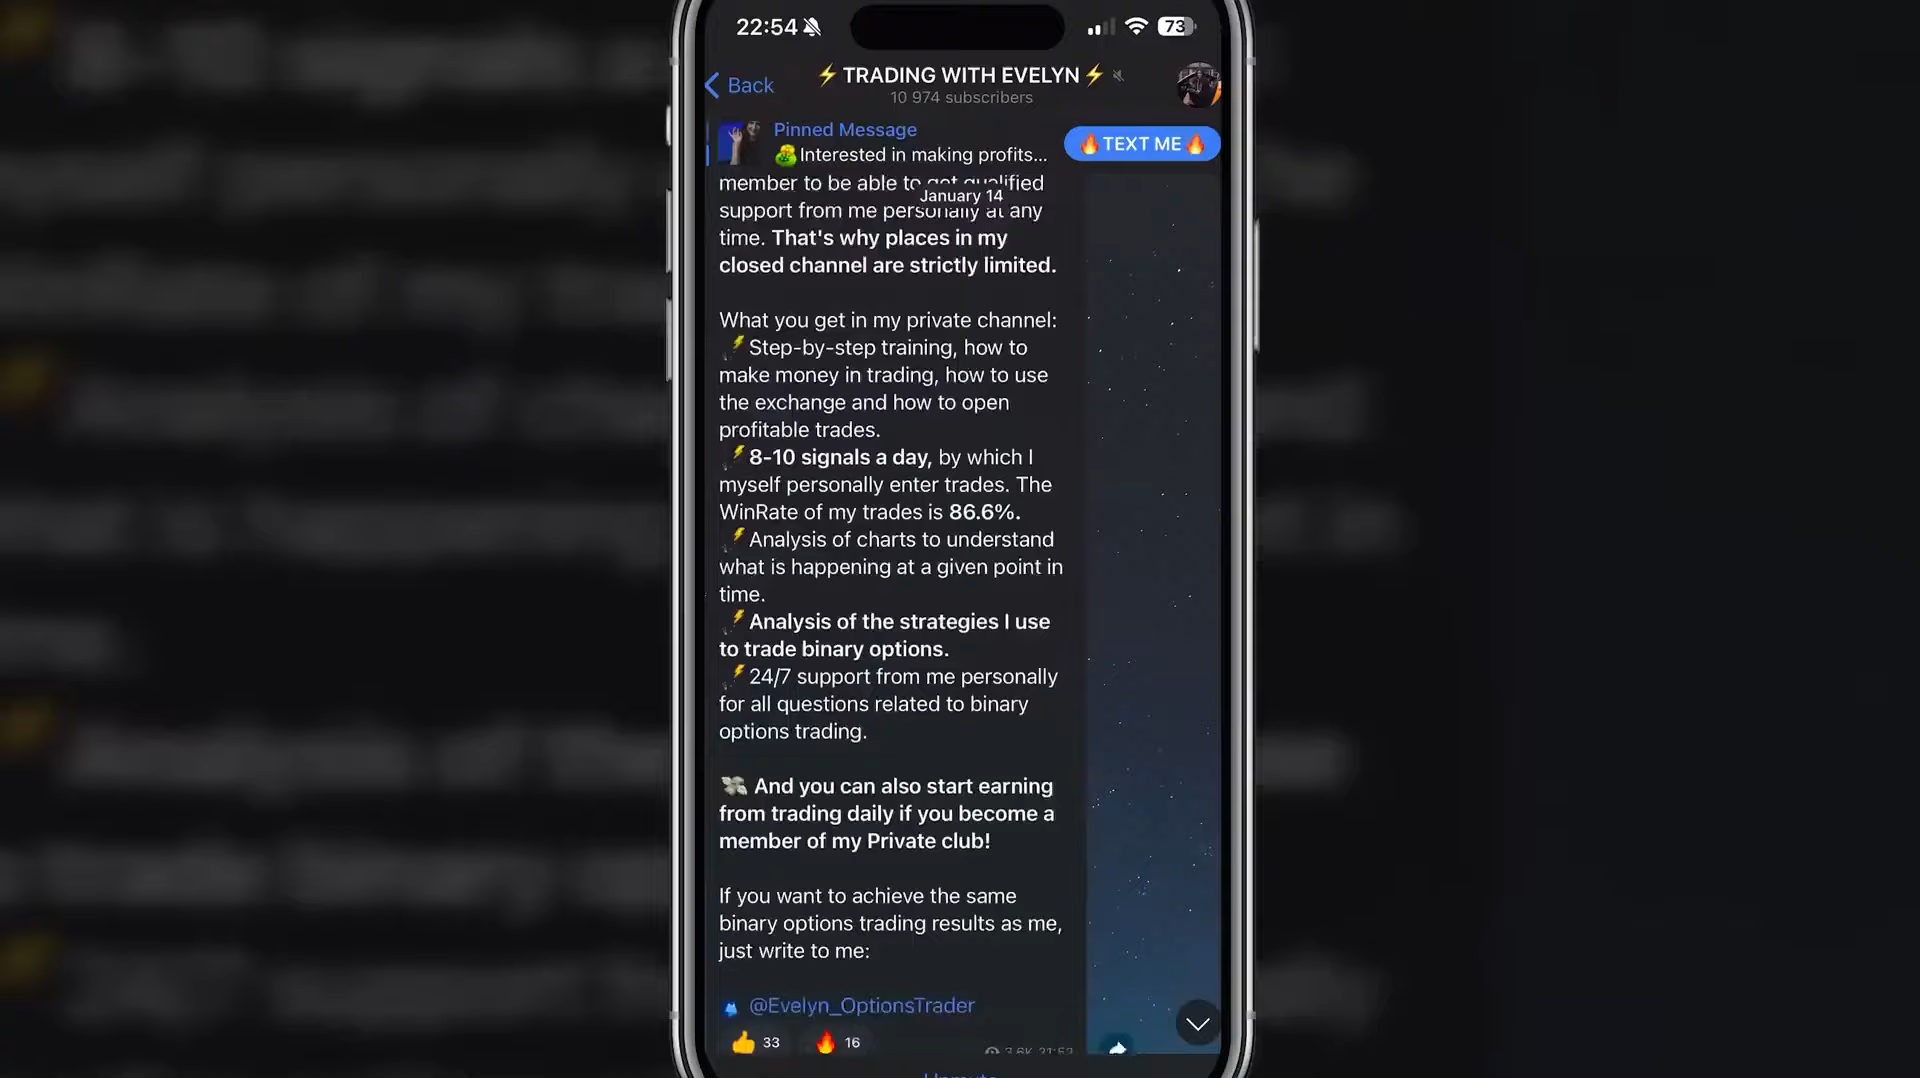 22:54
73
Back
⚡ TRADING WITH EVELYN ⚡
10 974 subscribers
Pinned Message
Interested in making profits...
🔥 TEXT ME 🔥
January 14
member to be able to get qualified
support from me personally at any
time. That's why places in my
closed channel are strictly limited.
What you get in my private channel:
⚡Step-by-step training, how to
make money in trading, how to use
the exchange and how to open
profitable trades.
⚡8-10 signals a day, by which I
myself personally enter trades. The
WinRate of my trades is 86.6%.
⚡Analysis of charts to understand
what is happening at a given point in
time.
⚡Analysis of the strategies I use
to trade binary options.
⚡24/7 support from me personally
for all questions related to binary
options trading.
💸 And you can also start earning
from trading daily if you become a
member of my Private club!
If you want to achieve the same
binary options trading results as me,
just write to me:
@Evelyn_OptionsTrader
👍 33 🔥 16